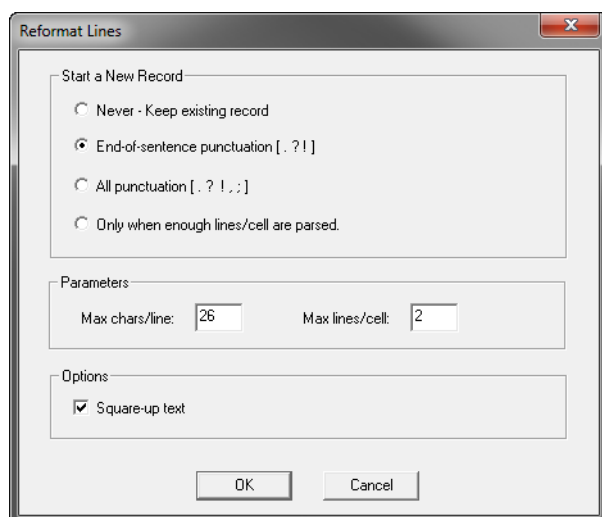 Reformat Lines
Start a New Record
Never - Keep existing record
End-of-sentence punctuation [ . ? ! ]
All punctuation [ . ? ! , ; ]
Only when enough lines/cell are parsed.
Parameters
Max chars/line: 26 Max lines/cell: 2
Options
Square-up text
OK Cancel